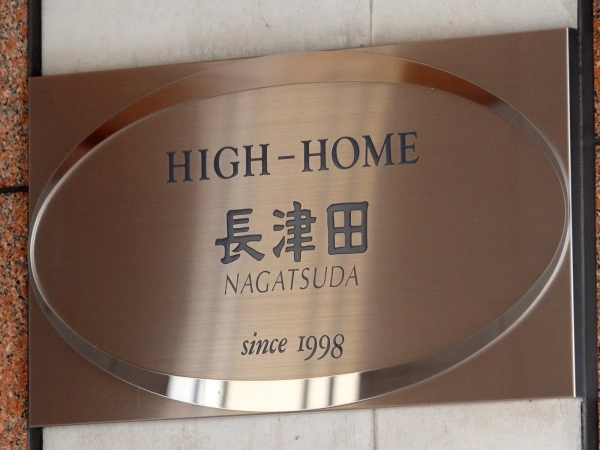 HIGH-HOME
長津田
NAGATSUDA
since 1998